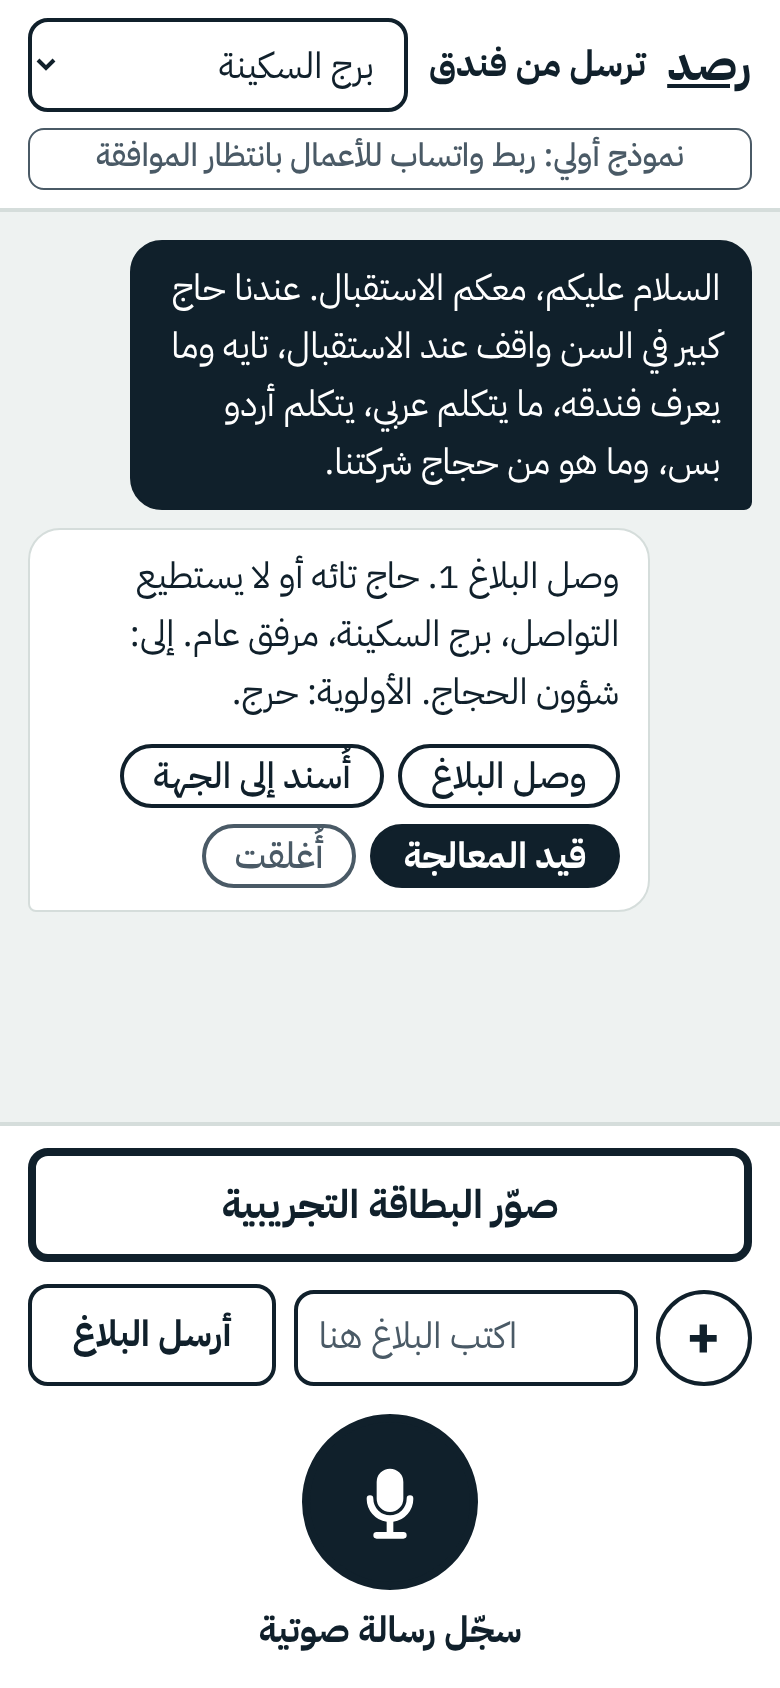 رصد ترسل من فندق برج السكينة
نموذج أولي: ربط واتساب للأعمال بانتظار الموافقة
السلام عليكم، معكم الاستقبال. عندنا حاج
كبير في السن واقف عند الاستقبال، تايه وما
يعرف فندقه، ما يتكلم عربي، يتكلم أردو
بس، وما هو من حجاج شركتنا.
وصل البلاغ 1. حاج تائه أو لا يستطيع
التواصل، برج السكينة، مرفق عام. إلى:
شؤون الحجاج. الأولوية: حرج.
وصل البلاغ أُسند إلى الجهة
قيد المعالجة أُغلقت
صوّر البطاقة التجريبية
+ اكتب البلاغ هنا أرسل البلاغ
سجّل رسالة صوتية